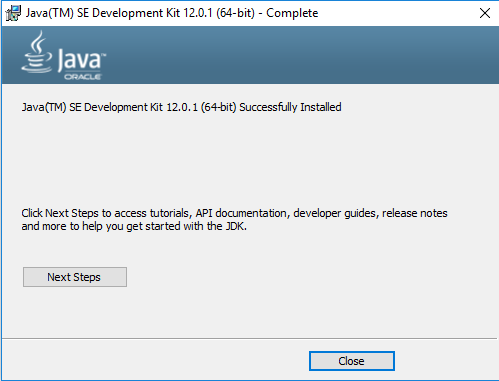 Java(TM) SE Development Kit 12.0.1 (64-bit) - Complete
Java™
ORACLE
Java(TM) SE Development Kit 12.0.1 (64-bit) Successfully Installed
Click Next Steps to access tutorials, API documentation, developer guides, release notes
and more to help you get started with the JDK.
Next Steps
Close